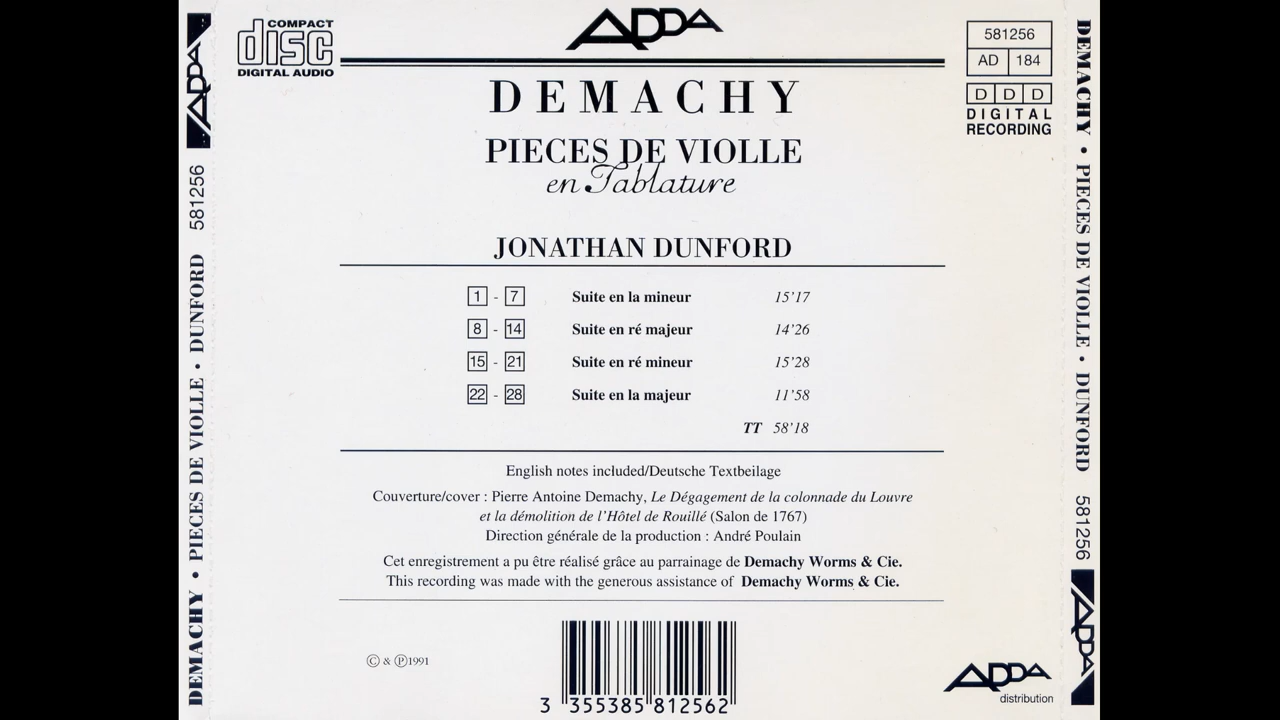 COMPACT
disc
DIGITAL AUDIO
ADDA
581256
AD 184
D D D
DIGITAL
RECORDING
DEMACHY
PIECES DE VIOLLE
en Tablature
JONATHAN DUNFORD
1 - 7 Suite en la mineur 15'17
8 - 14 Suite en ré majeur 14'26
15 - 21 Suite en ré mineur 15'28
22 - 28 Suite en la majeur 11'58
TT 58'18
English notes included/Deutsche Textbeilage
Couverture/cover : Pierre Antoine Demachy, Le Dégagement de la colonnade du Louvre
et la démolition de l'Hôtel de Rouillé (Salon de 1767)
Direction générale de la production : André Poulain
Cet enregistrement a pu être réalisé grâce au parrainage de Demachy Worms & Cie.
This recording was made with the generous assistance of Demachy Worms & Cie.
© & ℗1991
3 355385 812562
ADDA
distribution
DEMACHY • PIECES DE VIOLLE • DUNFORD 581256 ADDA
DEMACHY • PIECES DE VIOLLE • DUNFORD 581256 ADDA